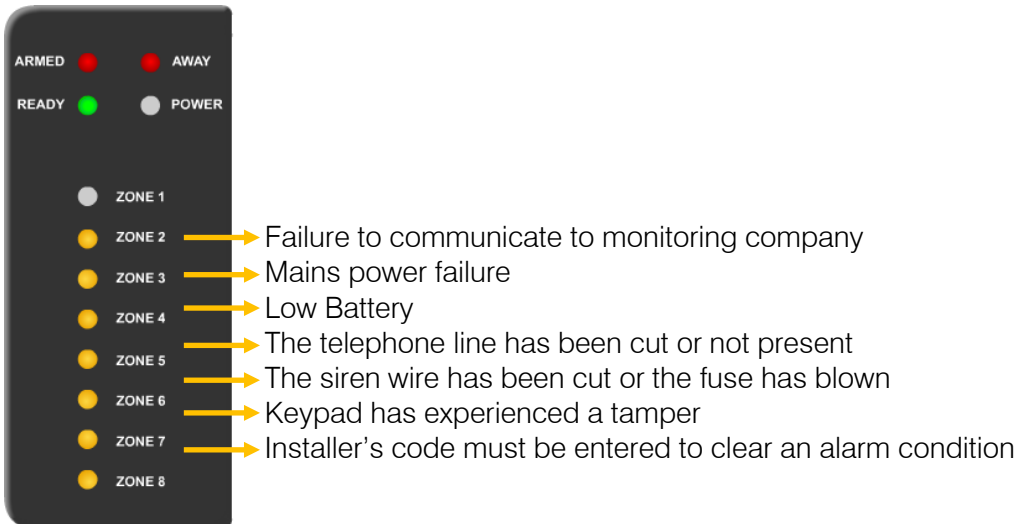 ARMED AWAY
READY POWER
ZONE 1
ZONE 2 Failure to communicate to monitoring company
ZONE 3 Mains power failure
ZONE 4 Low Battery
ZONE 5 The telephone line has been cut or not present
ZONE 6 The siren wire has been cut or the fuse has blown
ZONE 7 Keypad has experienced a tamper
ZONE 8 Installer's code must be entered to clear an alarm condition